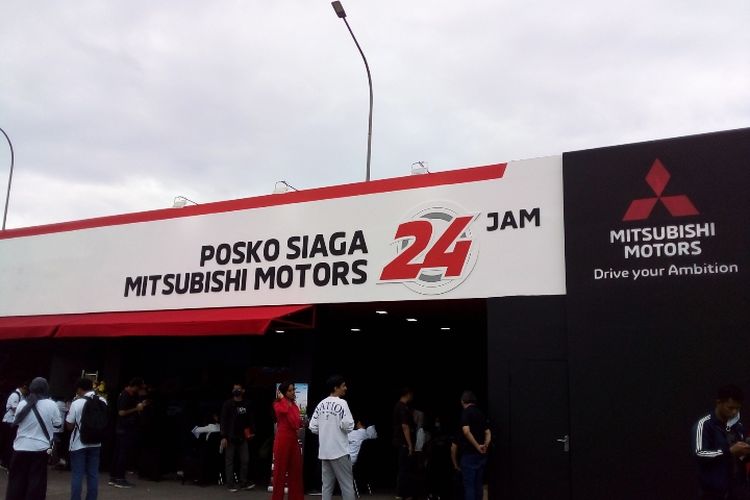 POSKO SIAGA
MITSUBISHI MOTORS
24 JAM
MITSUBISHI
MOTORS
Drive your Ambition